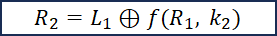 R₂ = L₁ ⊕ f(R₁, k₂)